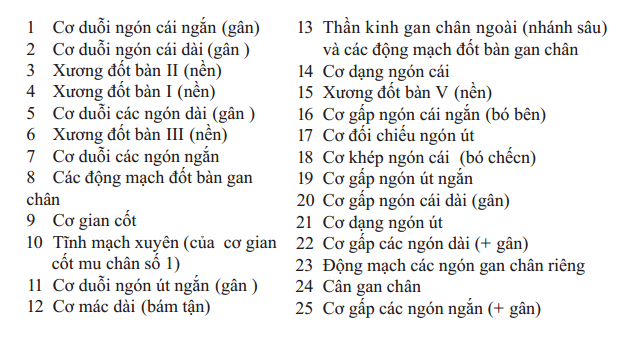 1 Cơ duỗi ngón cái ngắn (gân)
2 Cơ duỗi ngón cái dài (gân )
3 Xương đốt bàn II (nền)
4 Xương đốt bàn I (nền)
5 Cơ duỗi các ngón dài (gân )
6 Xương đốt bàn III (nền)
7 Cơ duỗi các ngón ngắn
8 Các động mạch đốt bàn gan
chân
9 Cơ gian cốt
10 Tĩnh mạch xuyên (của cơ gian
cốt mu chân số 1)
11 Cơ duỗi ngón út ngắn (gân )
12 Cơ mác dài (bám tận)
13 Thần kinh gan chân ngoài (nhánh sâu)
và các động mạch đốt bàn gan chân
14 Cơ dạng ngón cái
15 Xương đốt bàn V (nền)
16 Cơ gấp ngón cái ngắn (bó bên)
17 Cơ đối chiếu ngón út
18 Cơ khép ngón cái (bó chếcn)
19 Cơ gấp ngón út ngắn
20 Cơ gấp ngón cái dài (gân)
21 Cơ dạng ngón út
22 Cơ gấp các ngón dài (+ gân)
23 Động mạch các ngón gan chân riêng
24 Cân gan chân
25 Cơ gấp các ngón ngắn (+ gân)